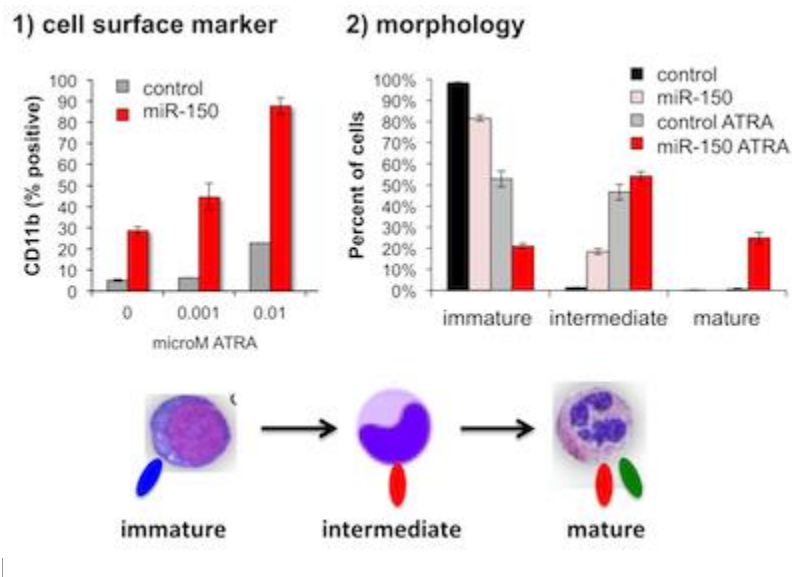 1) cell surface marker
2) morphology
CD11b (% positive)
100
90
80
70
60
50
40
30
20
10
0
control
miR-150
0 0.001 0.01
microM ATRA
Percent of cells
100%
90%
80%
70%
60%
50%
40%
30%
20%
10%
0%
control
miR-150
control ATRA
miR-150 ATRA
immature intermediate mature
immature intermediate mature